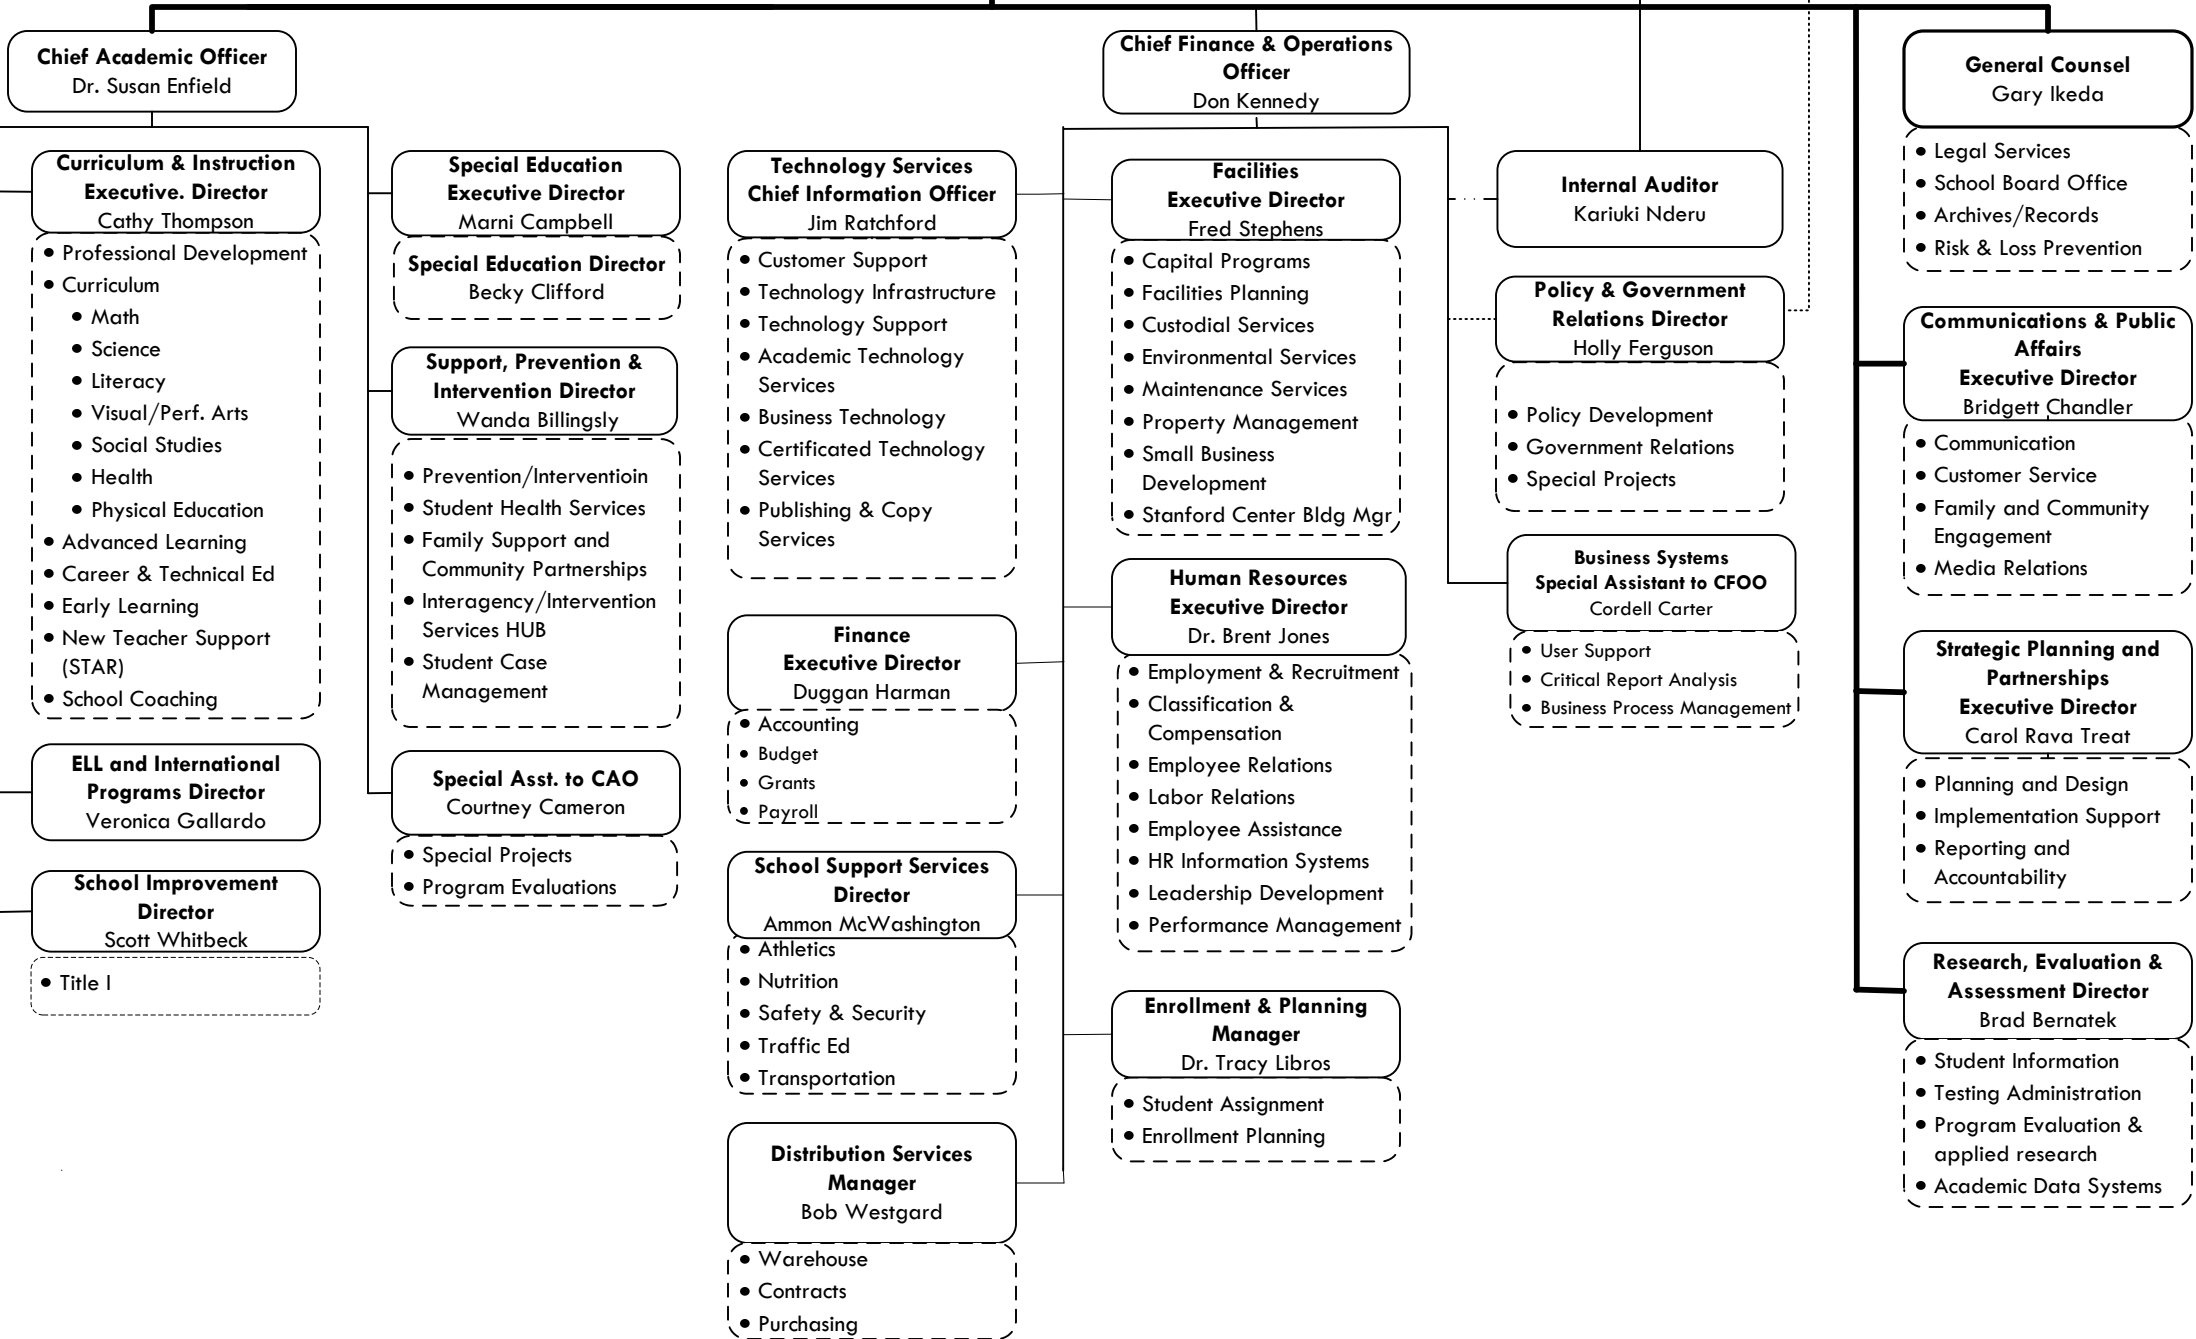 Chief Academic Officer
Dr. Susan Enfield
Curriculum & Instruction
Executive. Director
Cathy Thompson
• Professional Development
• Curriculum
• Math
• Science
• Literacy
• Visual/Perf. Arts
• Social Studies
• Health
• Physical Education
• Advanced Learning
• Career & Technical Ed
• Early Learning
• New Teacher Support
(STAR)
• School Coaching
ELL and International
Programs Director
Veronica Gallardo
School Improvement
Director
Scott Whitbeck
• Title I
Special Education
Executive Director
Marni Campbell
Special Education Director
Becky Clifford
Support, Prevention &
Intervention Director
Wanda Billingsly
• Prevention/Interventioin
• Student Health Services
• Family Support and
Community Partnerships
• Interagency/Intervention
Services HUB
• Student Case
Management
Special Asst. to CAO
Courtney Cameron
• Special Projects
• Program Evaluations
Chief Finance & Operations
Officer
Don Kennedy
Technology Services
Chief Information Officer
Jim Ratchford
• Customer Support
• Technology Infrastructure
• Technology Support
• Academic Technology
Services
• Business Technology
• Certificated Technology
Services
• Publishing & Copy
Services
Finance
Executive Director
Duggan Harman
• Accounting
• Budget
• Grants
• Payroll
School Support Services
Director
Ammon McWashington
• Athletics
• Nutrition
• Safety & Security
• Traffic Ed
• Transportation
Distribution Services
Manager
Bob Westgard
• Warehouse
• Contracts
• Purchasing
Facilities
Executive Director
Fred Stephens
• Capital Programs
• Facilities Planning
• Custodial Services
• Environmental Services
• Maintenance Services
• Property Management
• Small Business
Development
• Stanford Center Bldg Mgr
Human Resources
Executive Director
Dr. Brent Jones
• Employment & Recruitment
• Classification &
Compensation
• Employee Relations
• Labor Relations
• Employee Assistance
• HR Information Systems
• Leadership Development
• Performance Management
Enrollment & Planning
Manager
Dr. Tracy Libros
• Student Assignment
• Enrollment Planning
Internal Auditor
Kariuki Nderu
Policy & Government
Relations Director
Holly Ferguson
• Policy Development
• Government Relations
• Special Projects
Business Systems
Special Assistant to CFOO
Cordell Carter
• User Support
• Critical Report Analysis
• Business Process Management
General Counsel
Gary Ikeda
• Legal Services
• School Board Office
• Archives/Records
• Risk & Loss Prevention
Communications & Public
Affairs
Executive Director
Bridgett Chandler
• Communication
• Customer Service
• Family and Community
Engagement
• Media Relations
Strategic Planning and
Partnerships
Executive Director
Carol Rava Treat
• Planning and Design
• Implementation Support
• Reporting and
Accountability
Research, Evaluation &
Assessment Director
Brad Bernatek
• Student Information
• Testing Administration
• Program Evaluation &
applied research
• Academic Data Systems